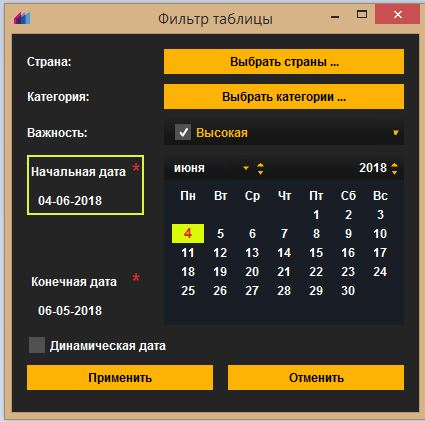 Фильтр таблицы
Страна: Выбрать страны ...
Категория: Выбрать категории ...
Важность: Высокая
Начальная дата *
04-06-2018
июня 2018
Пн Вт Ср Чт Пт Сб Вс
1 2 3
4 5 6 7 8 9 10
11 12 13 14 15 16 17
18 19 20 21 22 23 24
25 26 27 28 29 30
Конечная дата *
06-05-2018
Динамическая дата
Применить Отменить